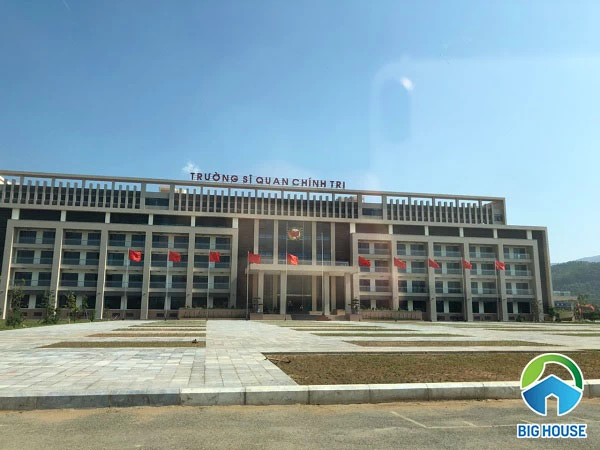 TRƯỜNG SĨ QUAN CHÍNH TRỊ
BIG HOUSE